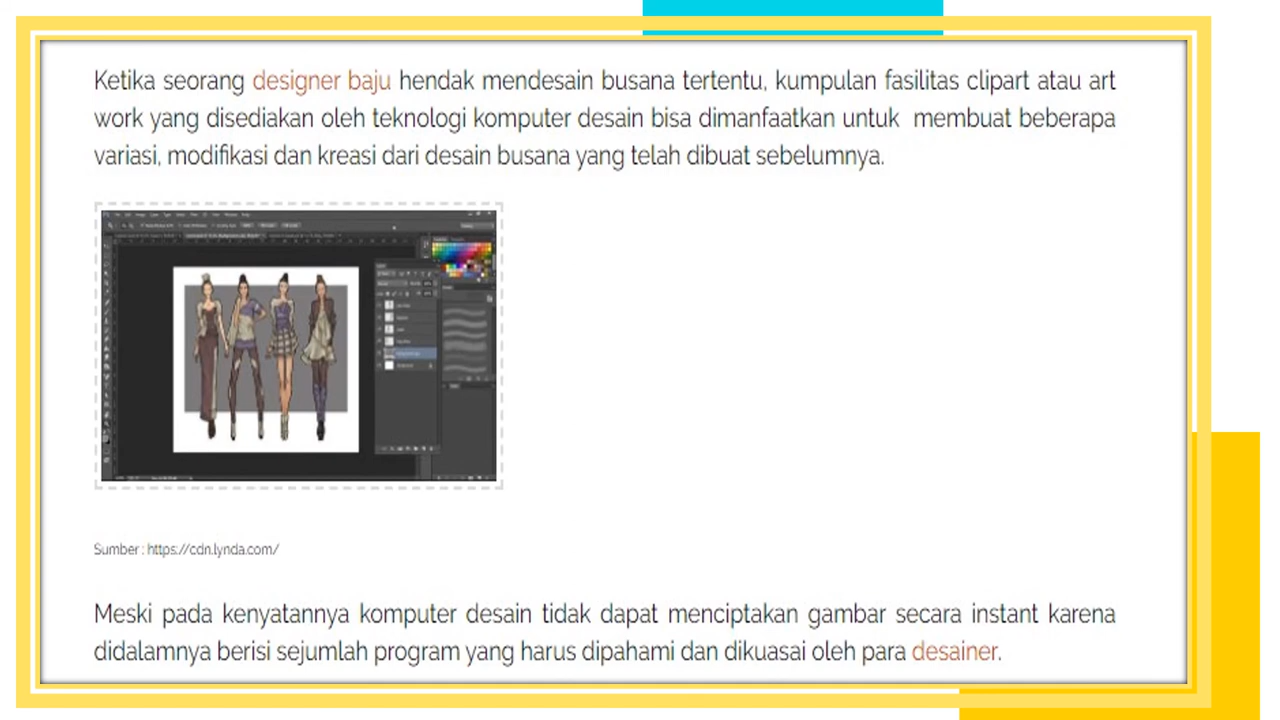 Ketika seorang designer baju hendak mendesain busana tertentu, kumpulan fasilitas clipart atau art
work yang disediakan oleh teknologi komputer desain bisa dimanfaatkan untuk membuat beberapa
variasi, modifikasi dan kreasi dari desain busana yang telah dibuat sebelumnya.
Sumber : https://cdn.lynda.com/
Meski pada kenyatannya komputer desain tidak dapat menciptakan gambar secara instant karena
didalamnya berisi sejumlah program yang harus dipahami dan dikuasai oleh para desainer.